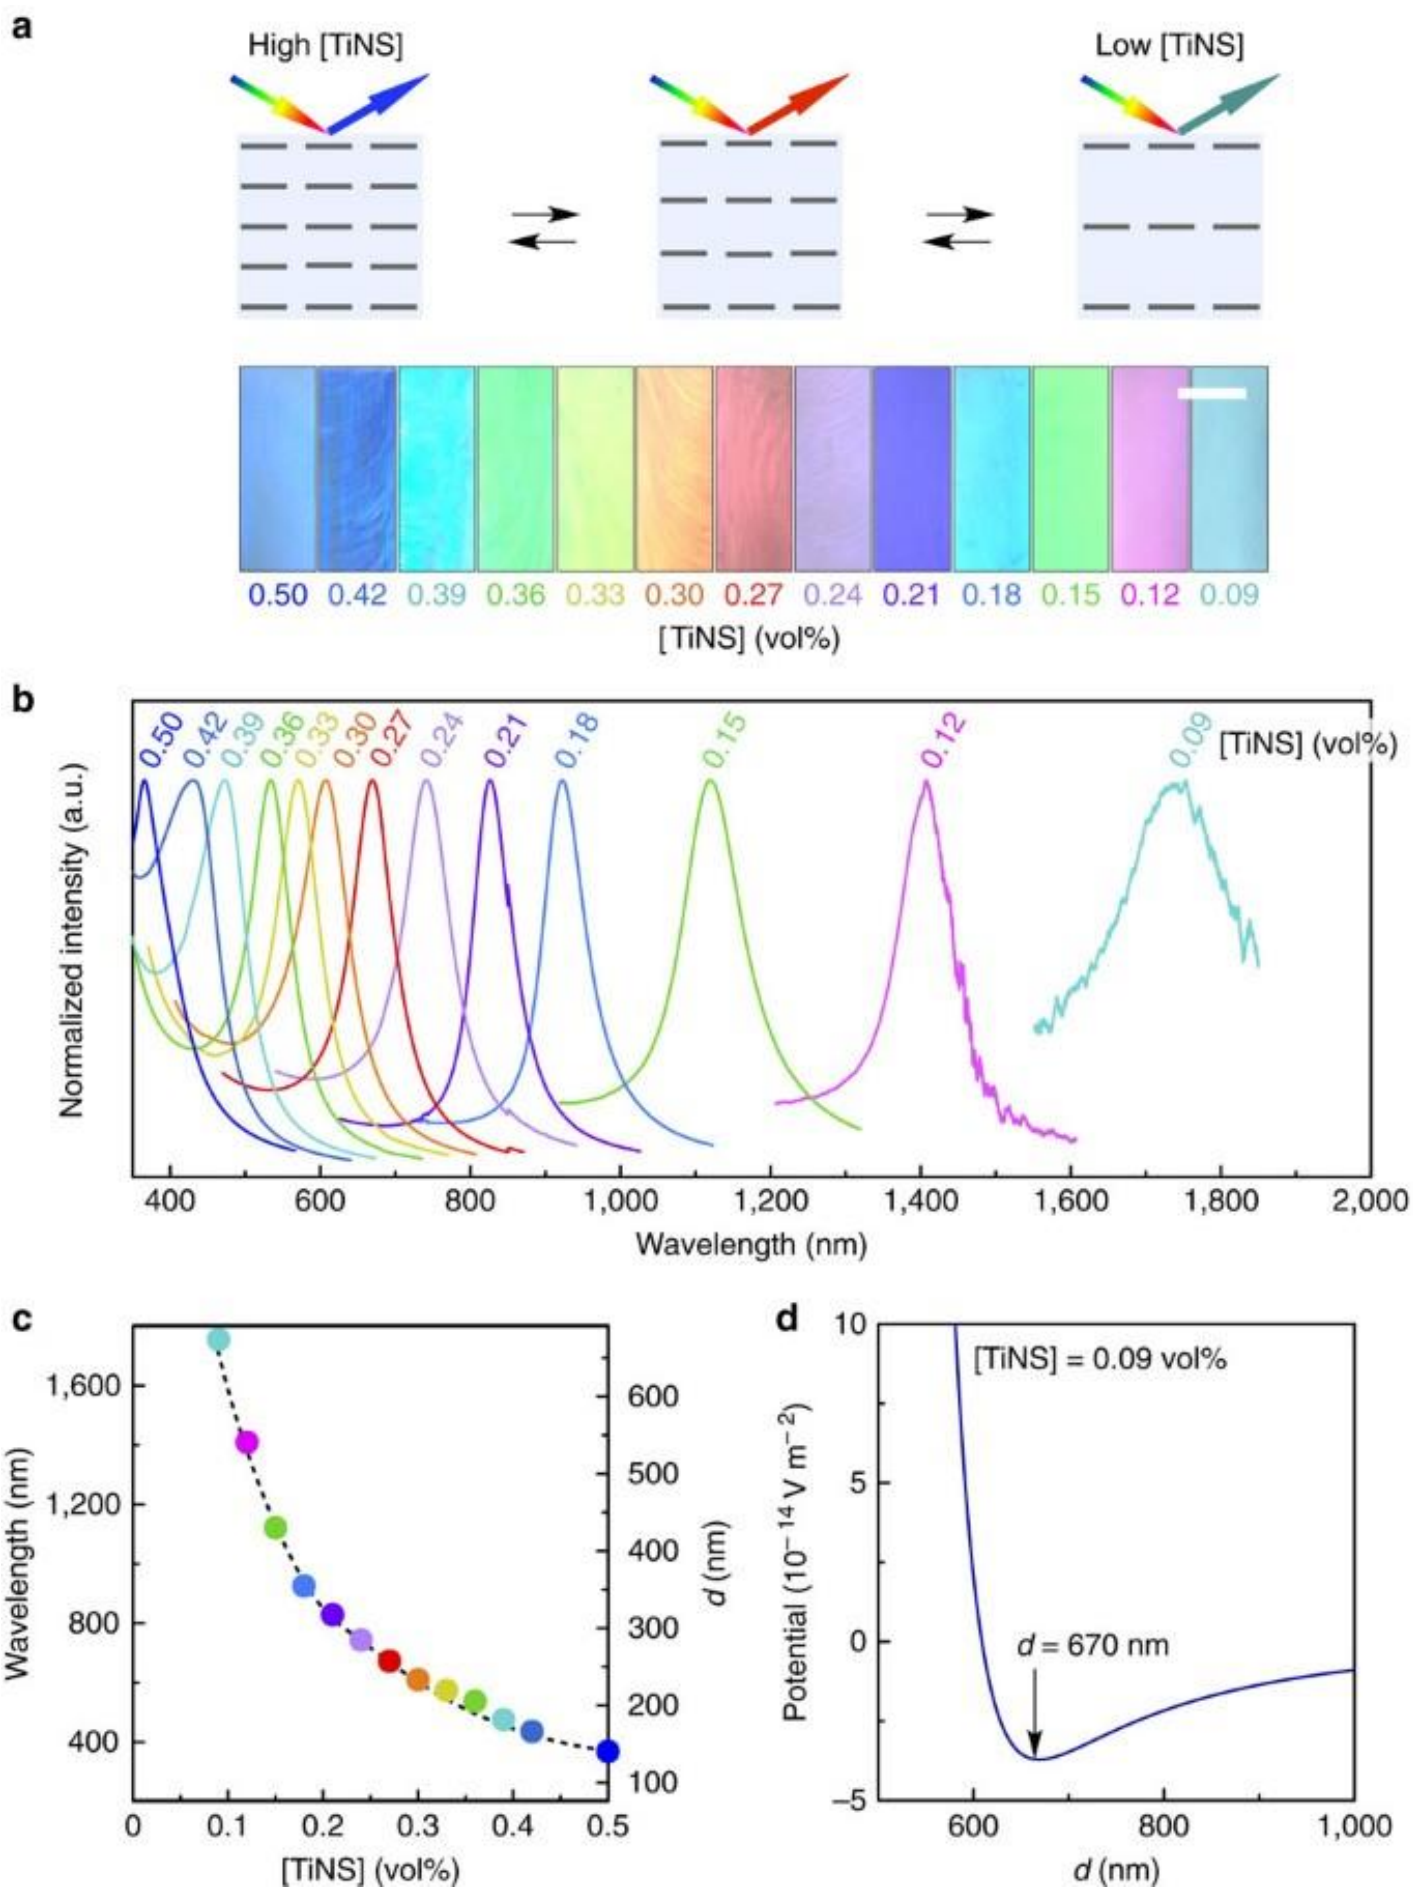 a
High [TiNS]
Low [TiNS]
0.50 0.42 0.39 0.36 0.33 0.30 0.27 0.24 0.21 0.18 0.15 0.12 0.09
[TiNS] (vol%)
b
0.50 0.42 0.39 0.36 0.33 0.30 0.27 0.24 0.21 0.18 0.15 0.12 0.09
[TiNS] (vol%)
Normalized intensity (a.u.)
400 600 800 1,000 1,200 1,400 1,600 1,800 2,000
Wavelength (nm)
c
Wavelength (nm)
1,600
1,200
800
400
600
500
400
300
200
100
d (nm)
0 0.1 0.2 0.3 0.4 0.5
[TiNS] (vol%)
d
Potential (10⁻¹⁴ V m⁻²)
10
5
0
–5
[TiNS] = 0.09 vol%
d = 670 nm
600 800 1,000
d (nm)